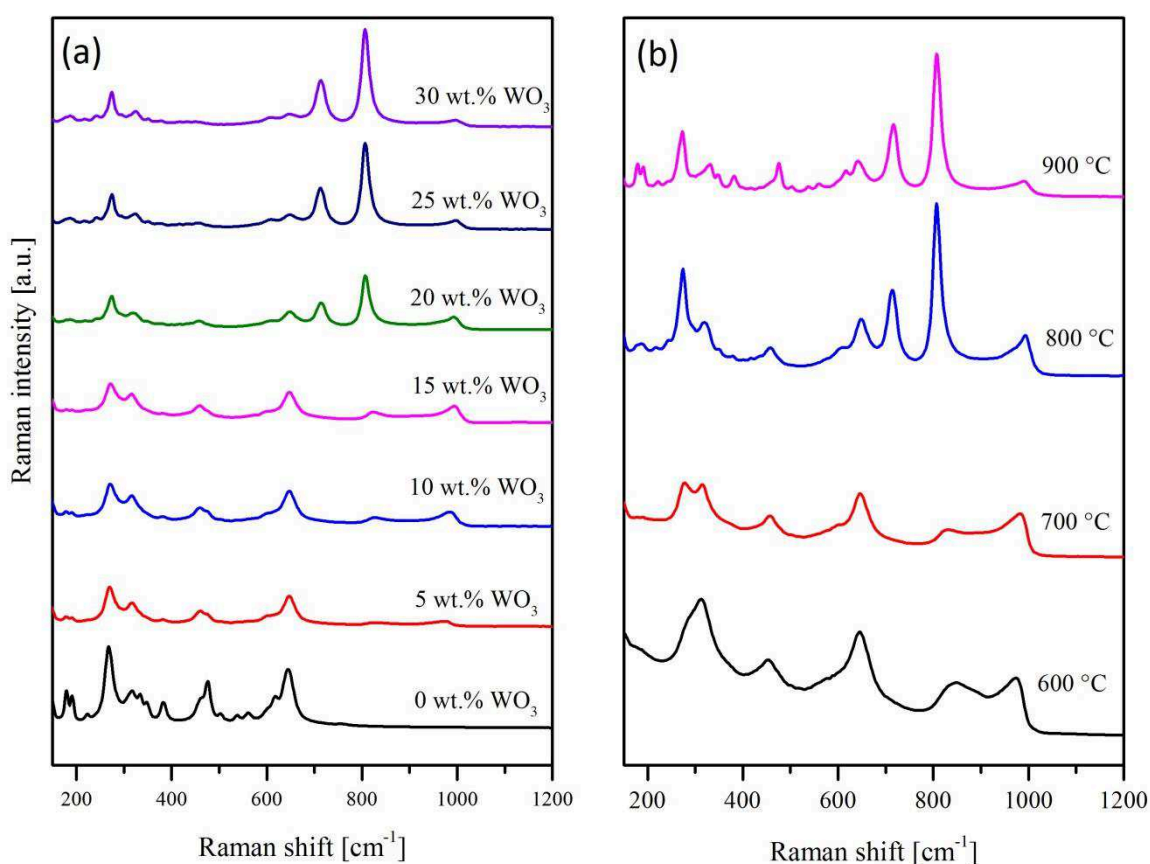 (a)
30 wt.% WO₃
25 wt.% WO₃
20 wt.% WO₃
15 wt.% WO₃
10 wt.% WO₃
5 wt.% WO₃
0 wt.% WO₃
Raman intensity [a.u.]
200 400 600 800 1000 1200
Raman shift [cm⁻¹]
(b)
900 °C
800 °C
700 °C
600 °C
200 400 600 800 1000 1200
Raman shift [cm⁻¹]